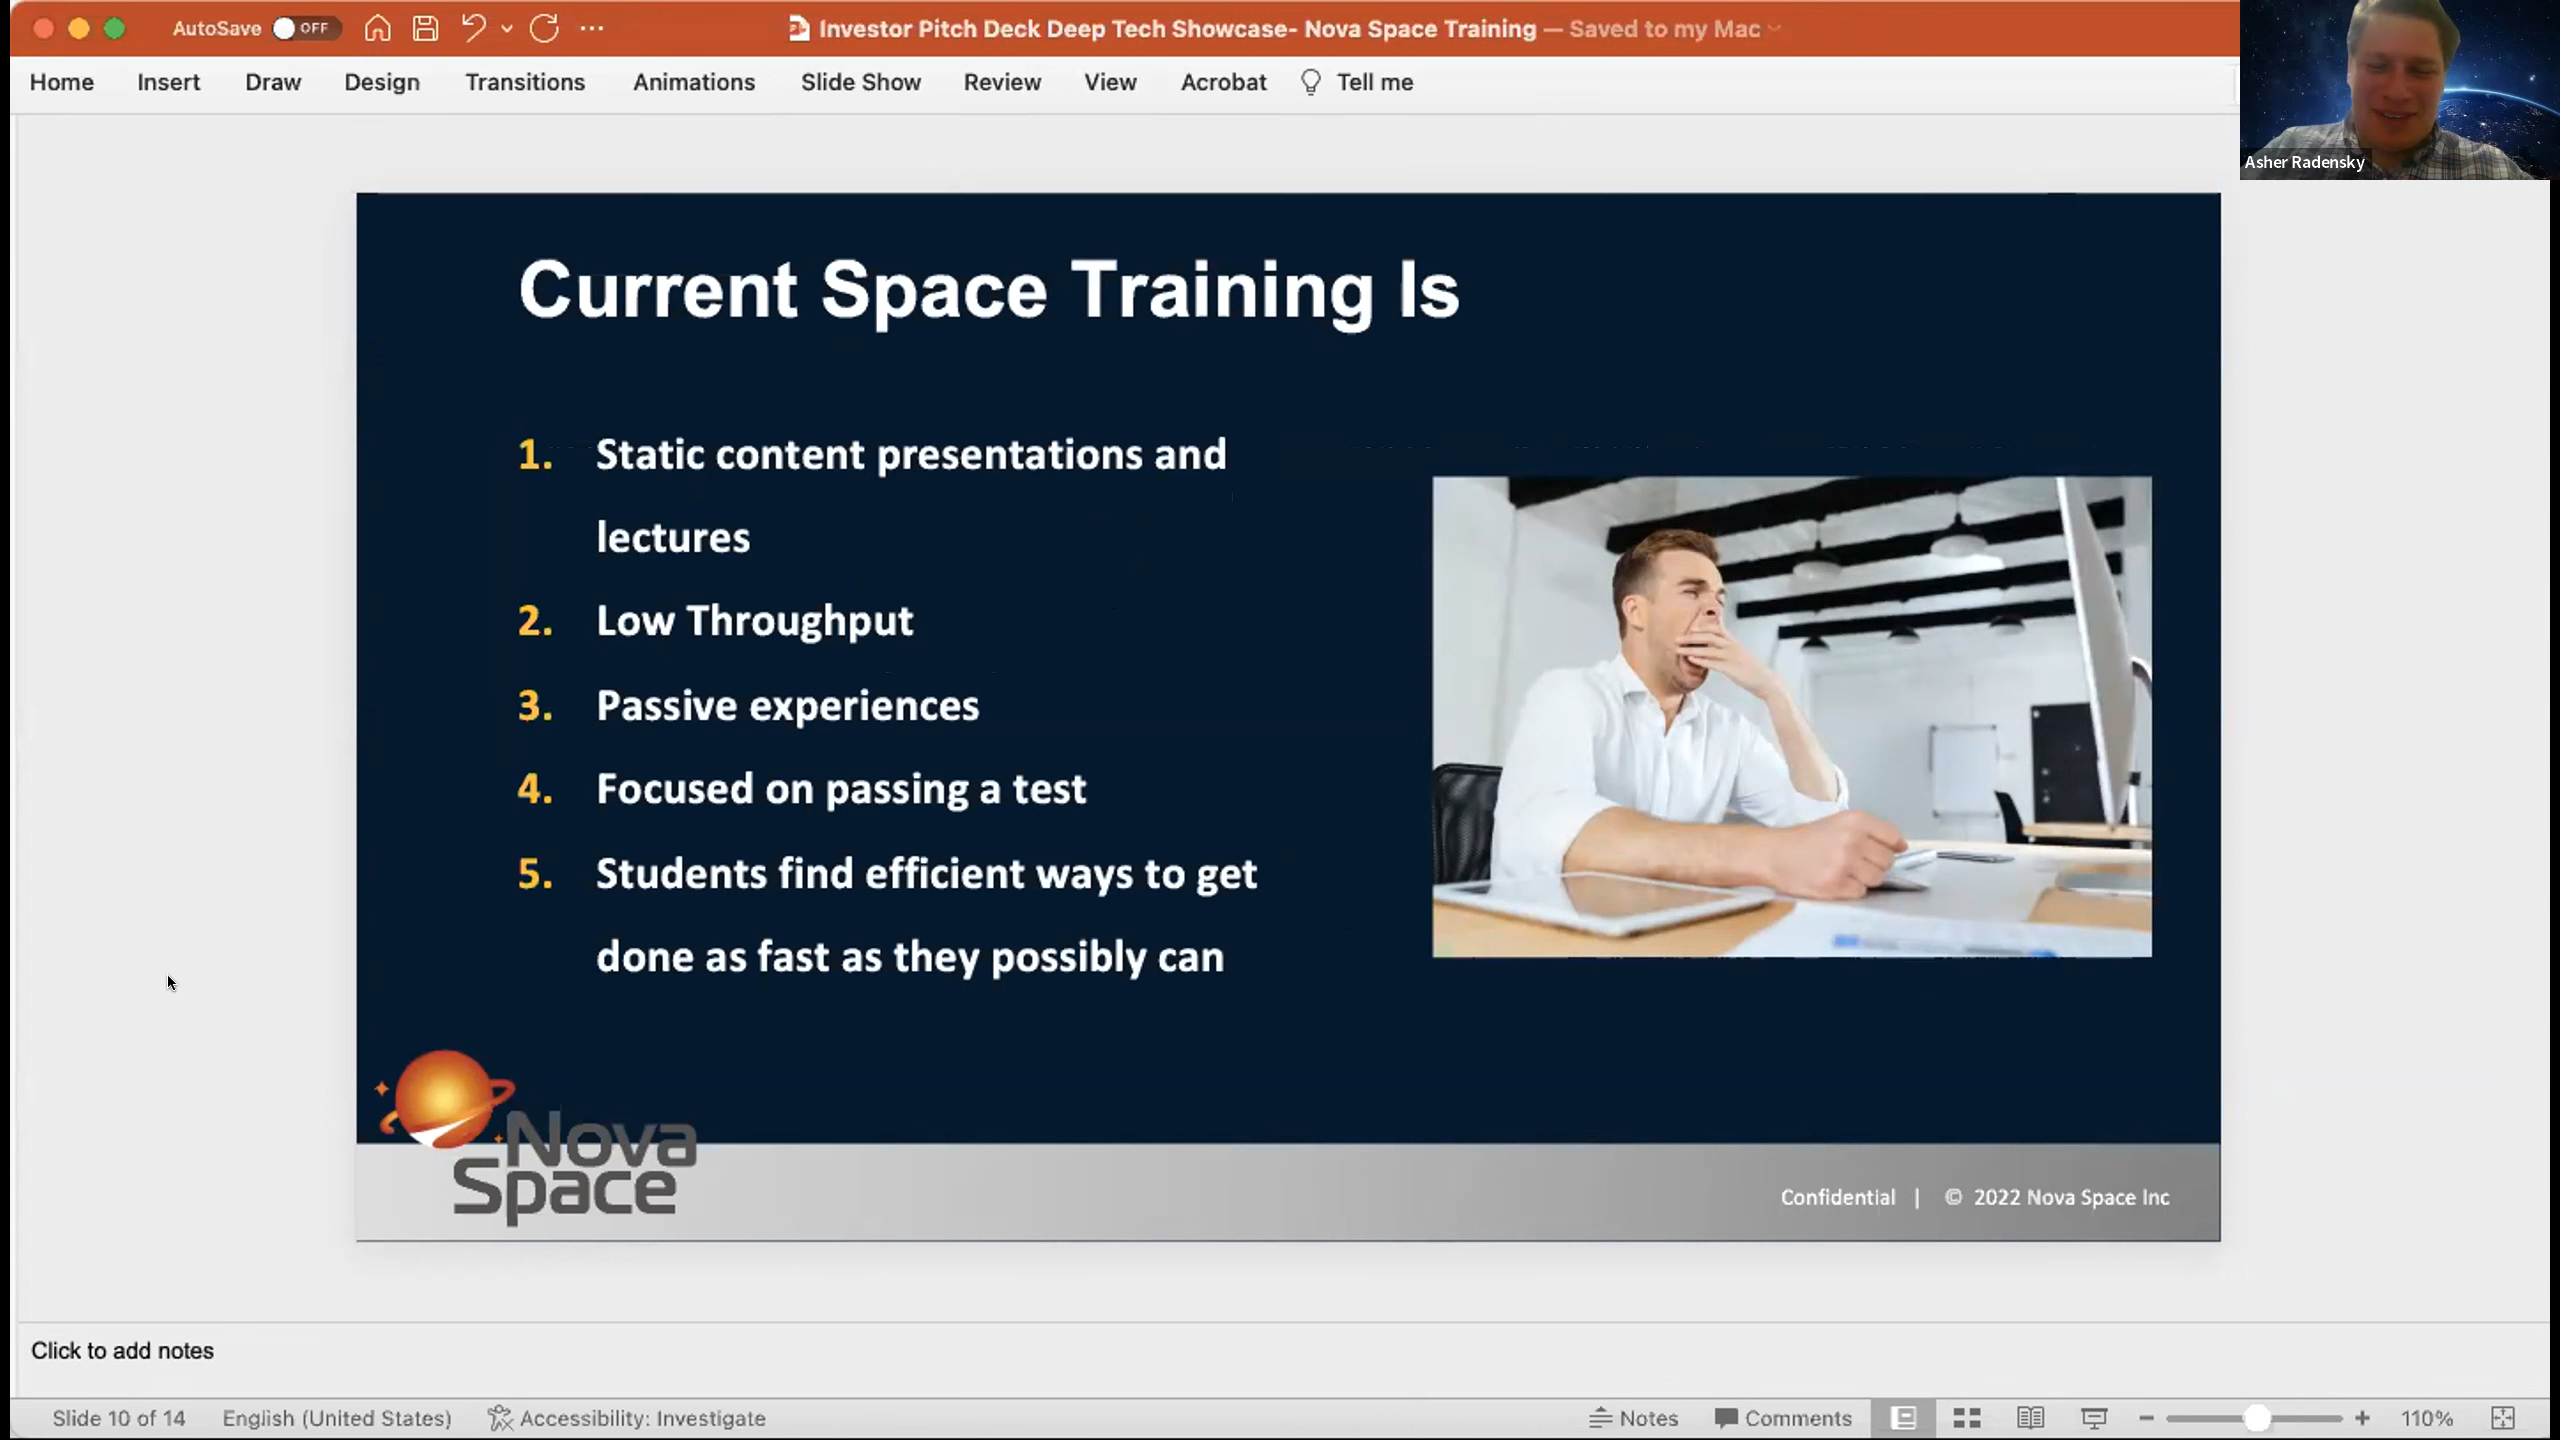 AutoSave OFF
Investor Pitch Deck Deep Tech Showcase- Nova Space Training — Saved to my Mac
Home Insert Draw Design Transitions Animations Slide Show Review View Acrobat Tell me
Asher Radensky
Current Space Training Is
1. Static content presentations and
lectures
2. Low Throughput
3. Passive experiences
4. Focused on passing a test
5. Students find efficient ways to get
done as fast as they possibly can
Nova
Space
Confidential | © 2022 Nova Space Inc
Click to add notes
Slide 10 of 14 English (United States) Accessibility: Investigate Notes Comments 110%